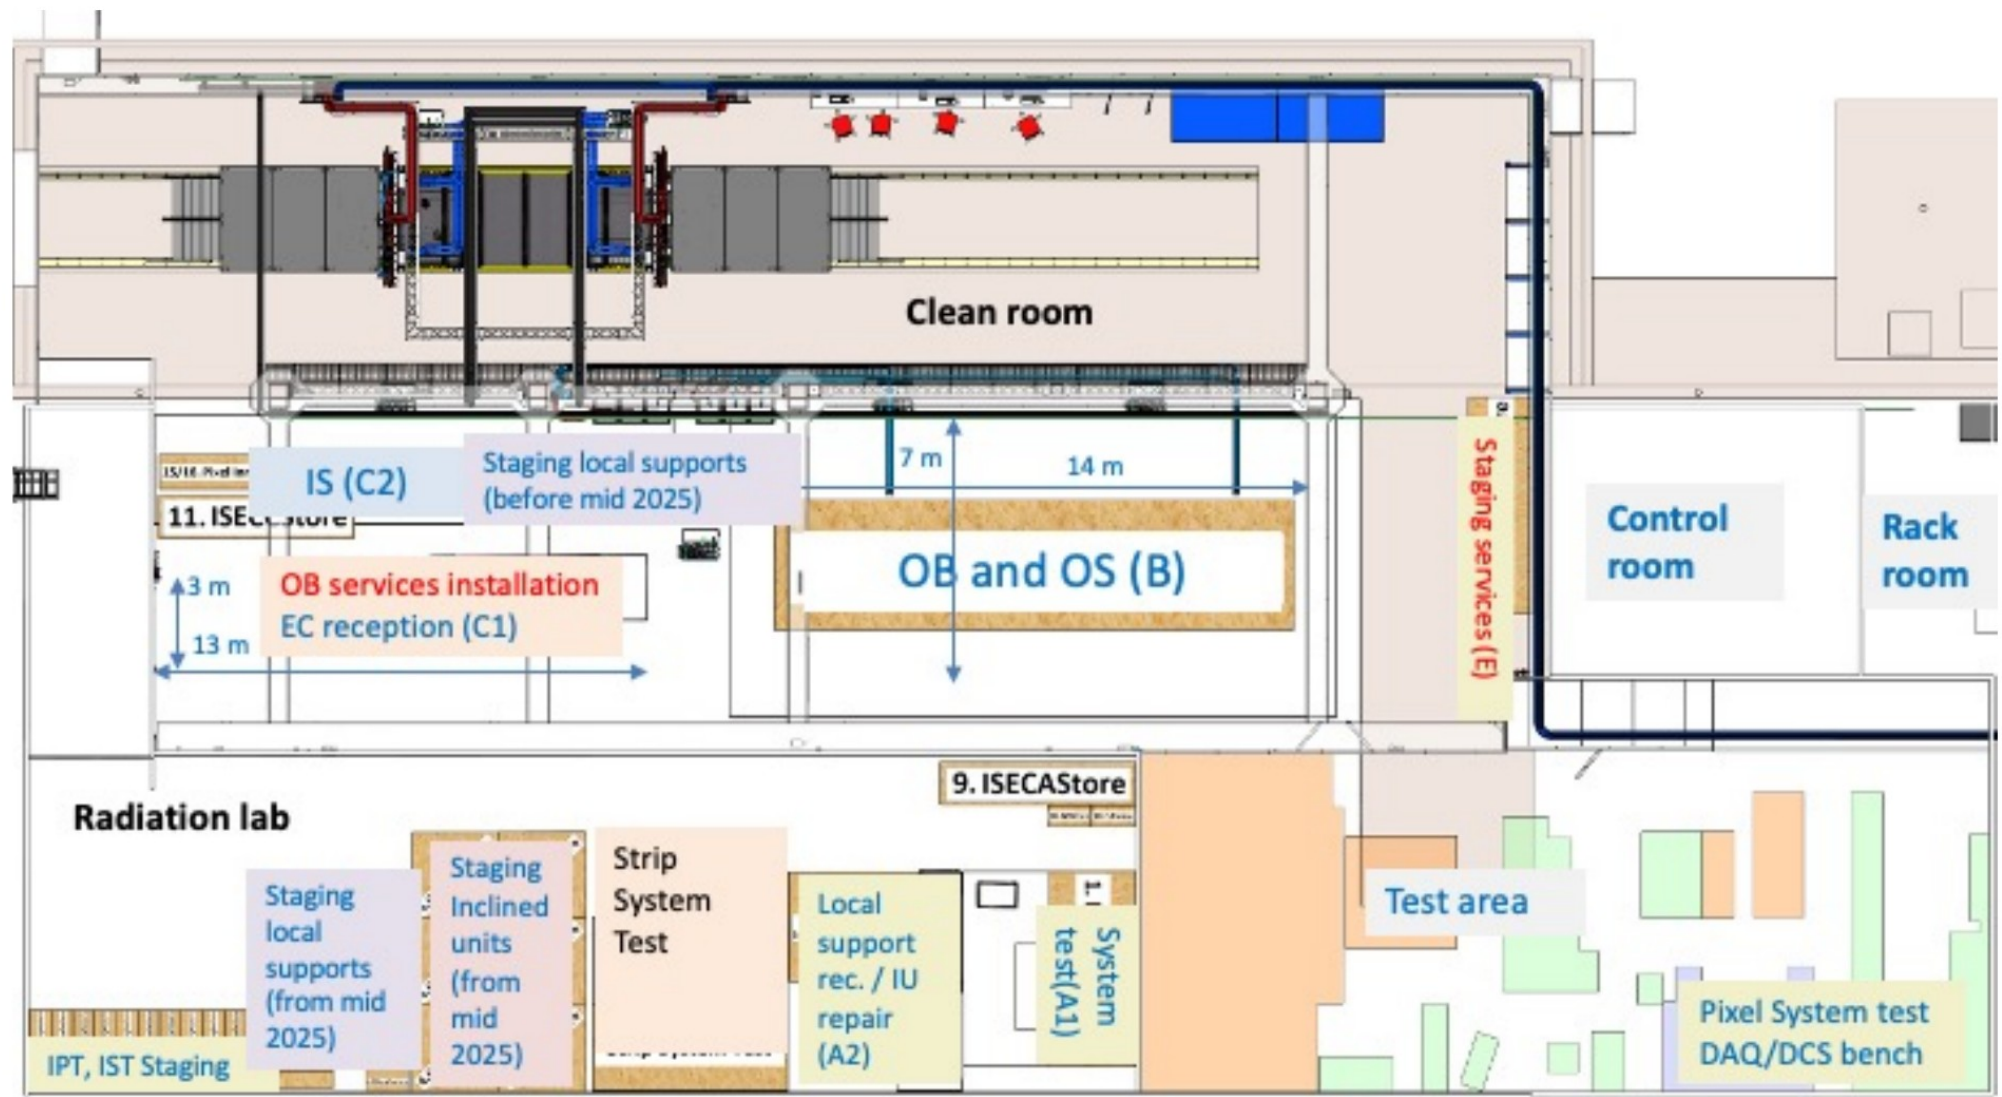 Clean room
IS (C2)
Staging local supports
(before mid 2025)
7 m
14 m
11. ISEC
OB services installation
EC reception (C1)
3 m
13 m
OB and OS (B)
Staging services (E)
Control
room
Rack
room
Radiation lab
9. ISECAStore
Staging
local
supports
(from mid
2025)
Staging
Inclined
units
(from
mid
2025)
Strip
System
Test
Local
support
rec. / IU
repair
(A2)
1.
System
test(A1)
Test area
Pixel System test
DAQ/DCS bench
IPT, IST Staging